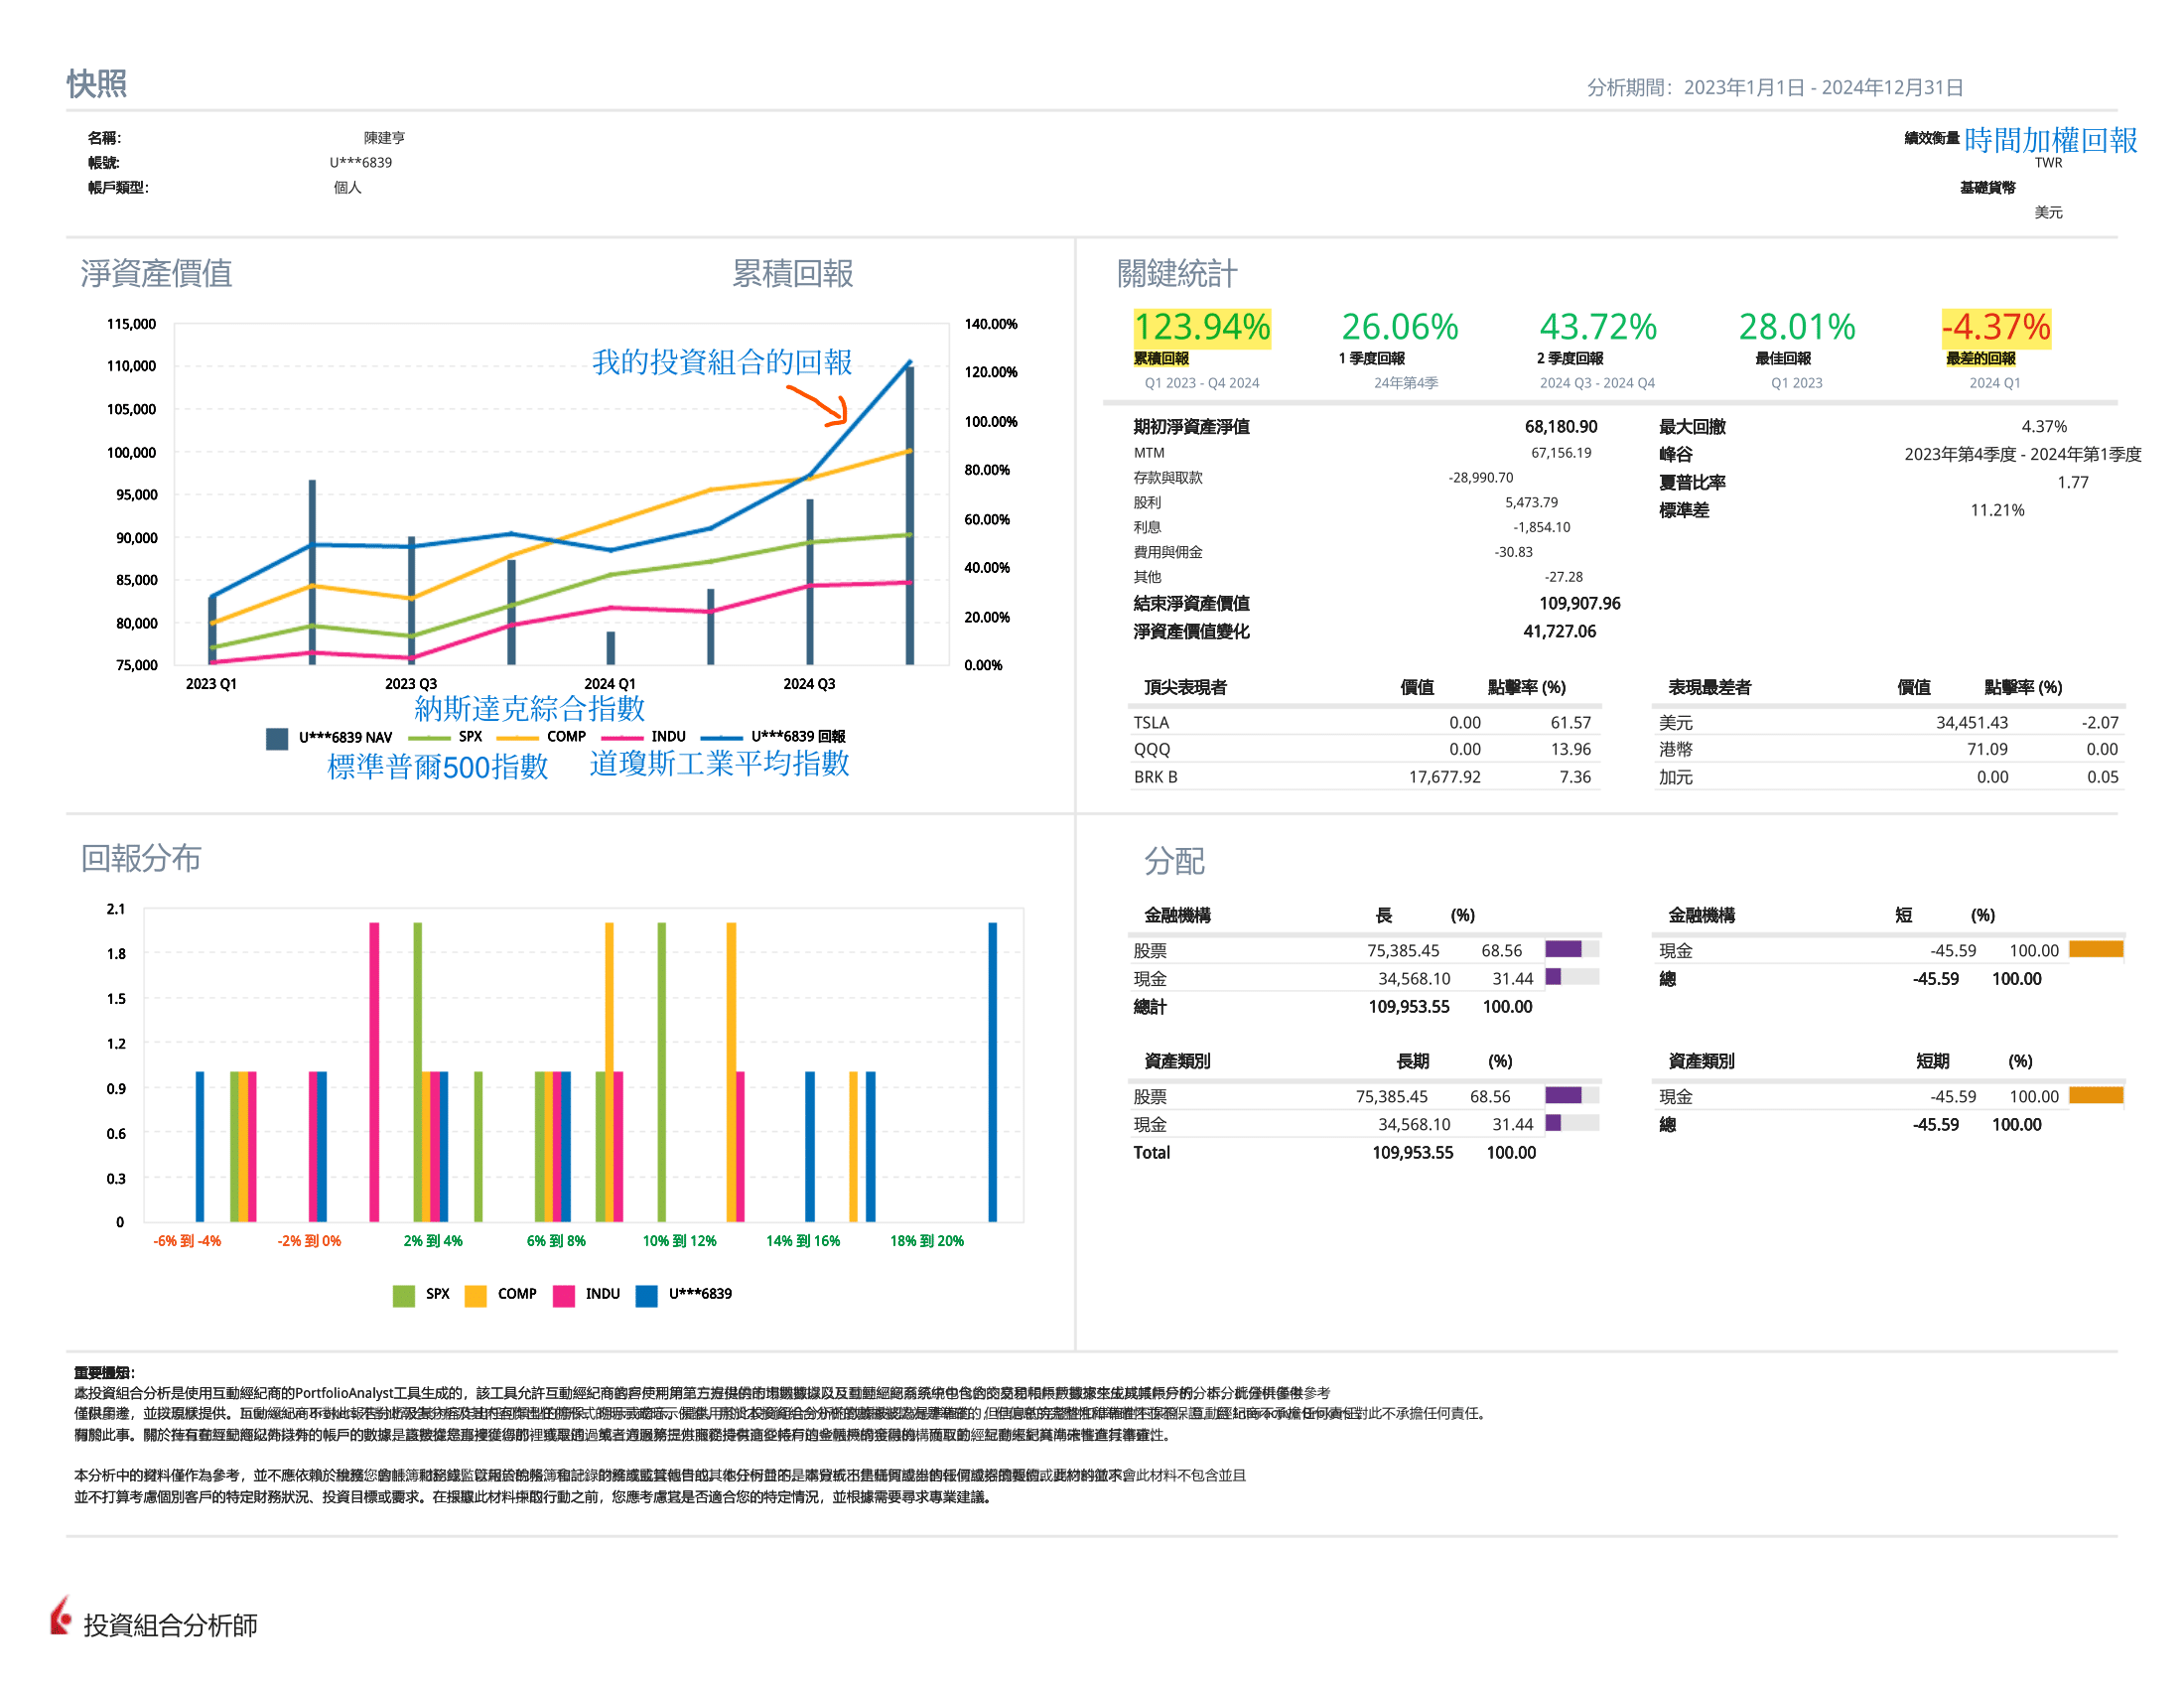 快照
分析期間：2023年1月1日 - 2024年12月31日
名稱： 陳建亨
帳號: U***6839
帳戶類型： 個人
績效衡量 時間加權回報
TWR
基礎貨幣
美元
淨資產價值 累積回報
115,000
110,000
105,000
100,000
95,000
90,000
85,000
80,000
75,000
140.00%
120.00%
100.00%
80.00%
60.00%
40.00%
20.00%
0.00%
我的投資組合的回報
2023 Q1 2023 Q3 2024 Q1 2024 Q3
納斯達克綜合指數
U***6839 NAV SPX COMP INDU U***6839 回報
標準普爾500指數 道瓊斯工業平均指數
關鍵統計
123.94% 26.06% 43.72% 28.01% -4.37%
累積回報 1 季度回報 2 季度回報 最佳回報 最差的回報
Q1 2023 - Q4 2024 24年第4季 2024 Q3 - 2024 Q4 Q1 2023 2024 Q1
期初淨資產淨值 68,180.90
MTM 67,156.19
存款與取款 -28,990.70
股利 5,473.79
利息 -1,854.10
費用與佣金 -30.83
其他 -27.28
結束淨資產價值 109,907.96
淨資產價值變化 41,727.06
最大回撤 4.37%
峰谷 2023年第4季度 - 2024年第1季度
夏普比率 1.77
標準差 11.21%
頂尖表現者 價值 點擊率 (%)
TSLA 0.00 61.57
QQQ 0.00 13.96
BRK B 17,677.92 7.36
表現最差者 價值 點擊率 (%)
美元 34,451.43 -2.07
港幣 71.09 0.00
加元 0.00 0.05
回報分布
2.1
1.8
1.5
1.2
0.9
0.6
0.3
0
-6% 到 -4% -2% 到 0% 2% 到 4% 6% 到 8% 10% 到 12% 14% 到 16% 18% 到 20%
SPX COMP INDU U***6839
分配
金融機構 長 (%)
股票 75,385.45 68.56
現金 34,568.10 31.44
總計 109,953.55 100.00
金融機構 短 (%)
現金 -45.59 100.00
總 -45.59 100.00
資產類別 長期 (%)
股票 75,385.45 68.56
現金 34,568.10 31.44
Total 109,953.55 100.00
資產類別 短期 (%)
現金 -45.59 100.00
總 -45.59 100.00
本投資組合分析是使用互動經紀商的PortfolioAnalyst工具生成的，該工具允許互動經紀商的客戶使用
並按原樣提供。
對此不承擔任何責任。
本分析中的資料僅作為參考，並不應依賴於
並不打算考慮個別客戶的特定財務狀況、投資目標或要求。在採取行動之前，您應考慮其是否適合您的特定情況，並根據需要尋求專業建議。
投資組合分析師